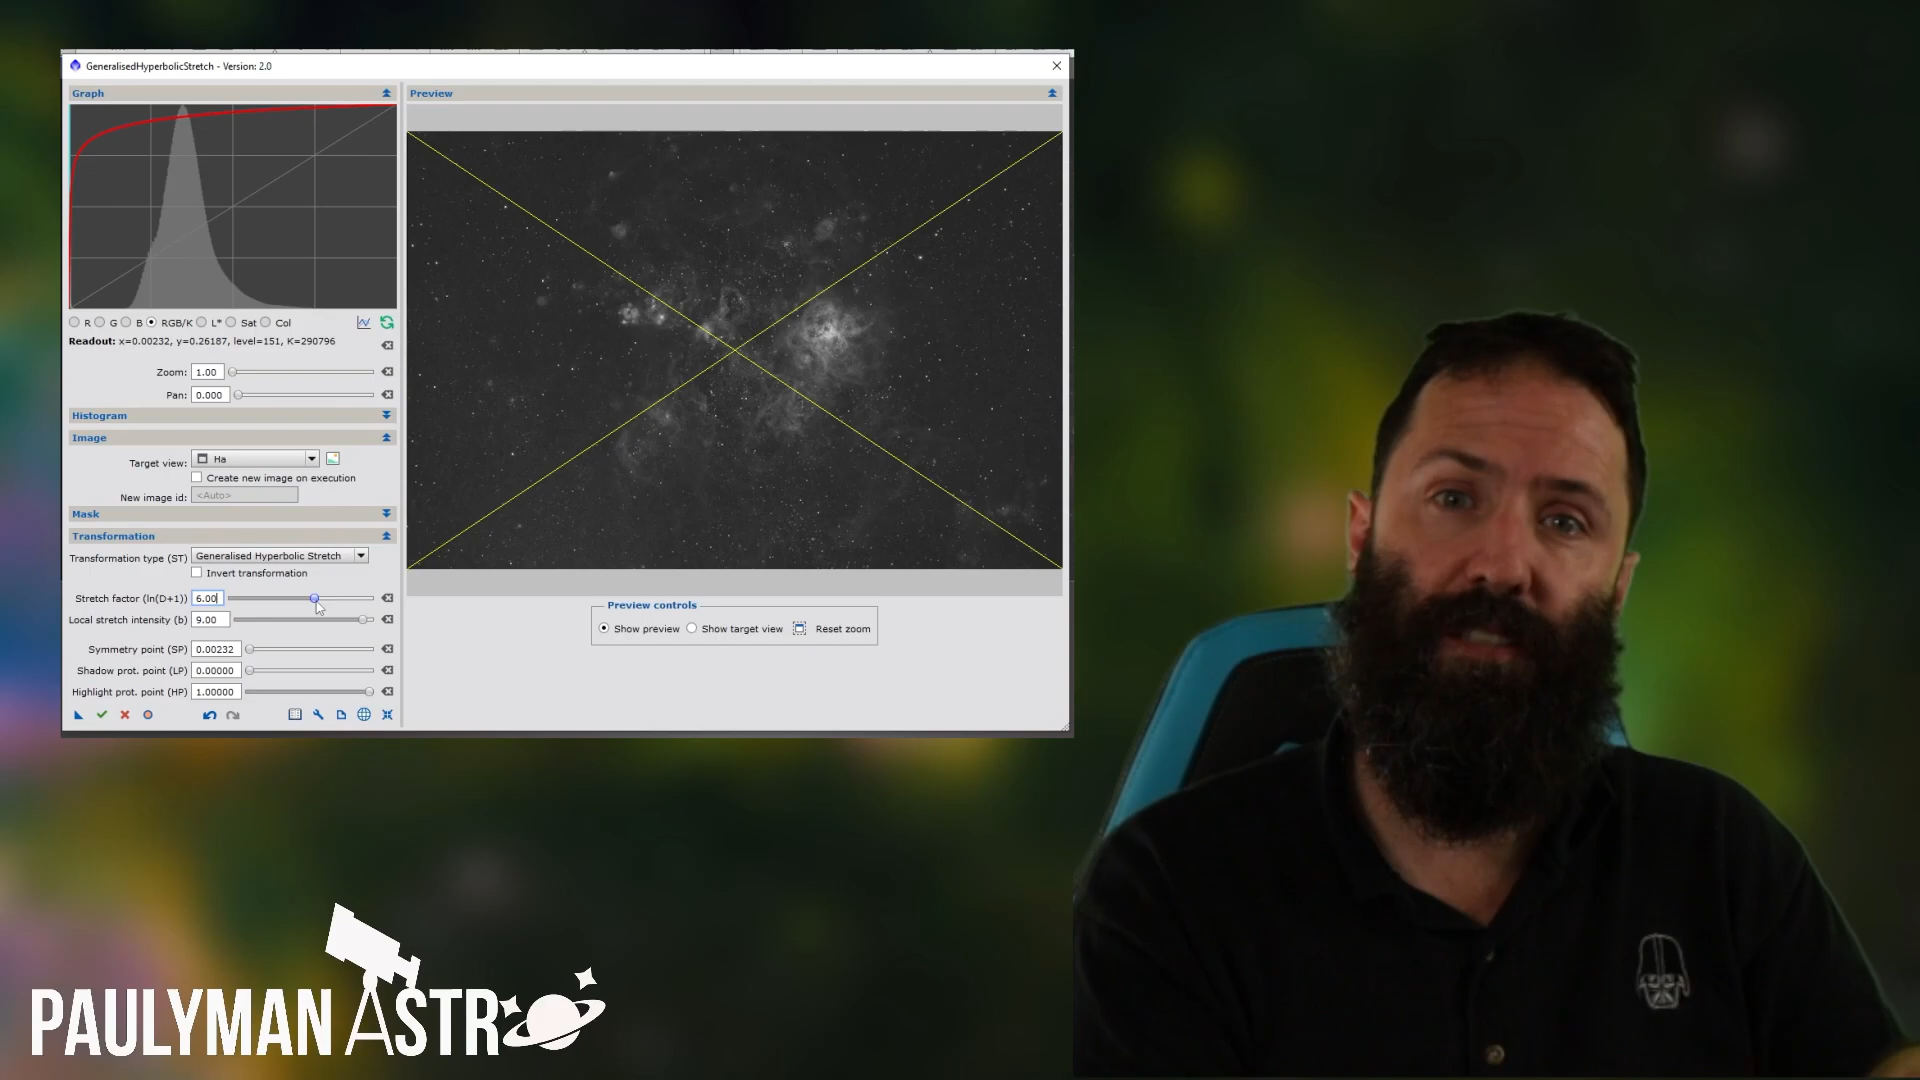 GeneralisedHyperbolicStretch - Version: 2.0
Graph
Preview
R G B RGB/K L* Sat Col
Readout: x=0.00232, y=0.26187, level=151, K=290796
Zoom: 1.00
Pan: 0.000
Histogram
Image
Target view: Ha
Create new image on execution
New image id: <Auto>
Mask
Transformation
Transformation type (ST) Generalised Hyperbolic Stretch
Invert transformation
Stretch factor (ln(D+1)) 6.00
Local stretch intensity (b) 9.00
Symmetry point (SP) 0.00232
Shadow prot. point (LP) 0.00000
Highlight prot. point (HP) 1.00000
Preview controls
Show preview Show target view Reset zoom
PAULYMAN ASTRO